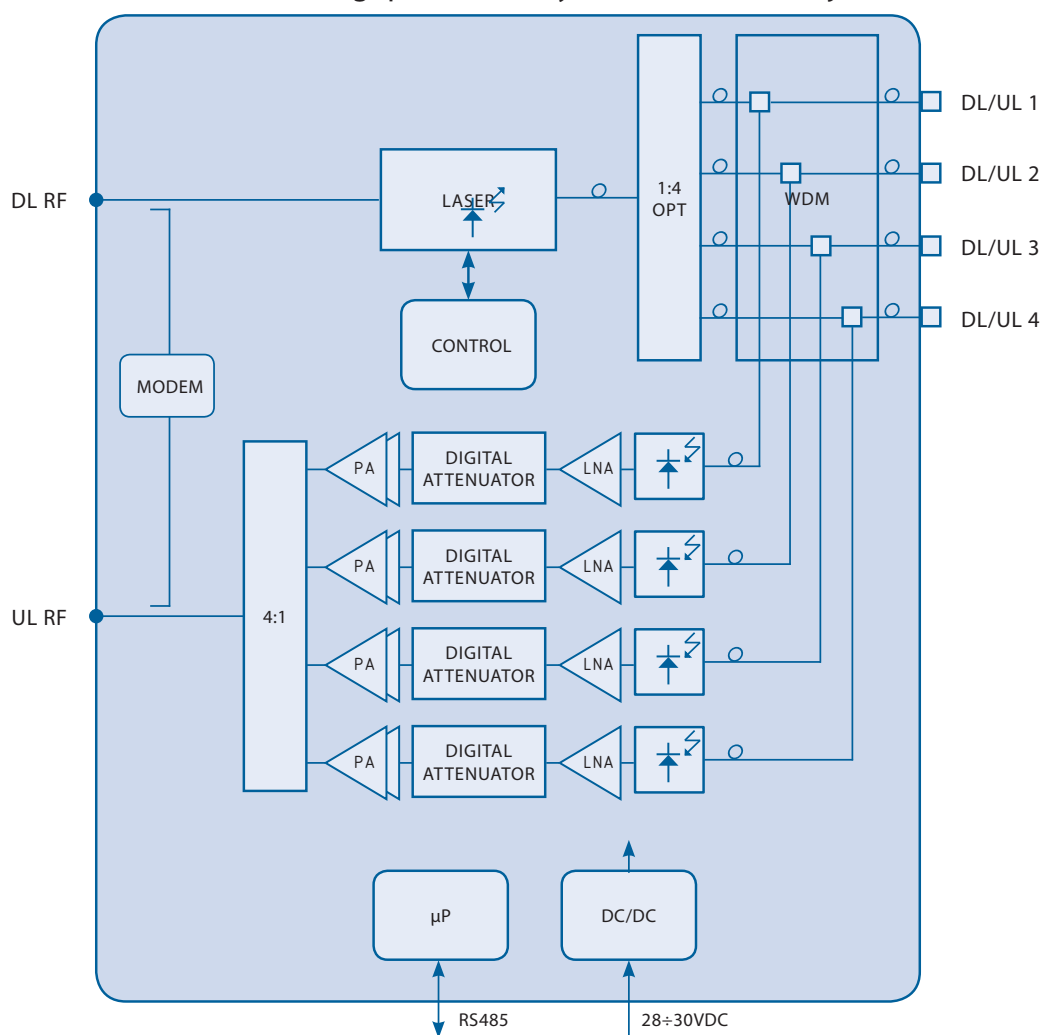 DL/UL 1
DL/UL 2
DL RF
LASER
1:4
OPT
WDM
DL/UL 3
DL/UL 4
CONTROL
MODEM
PA
DIGITAL
ATTENUATOR
LNA
PA
DIGITAL
ATTENUATOR
LNA
UL RF
4:1
PA
DIGITAL
ATTENUATOR
LNA
PA
DIGITAL
ATTENUATOR
LNA
µP
DC/DC
RS485
28÷30VDC